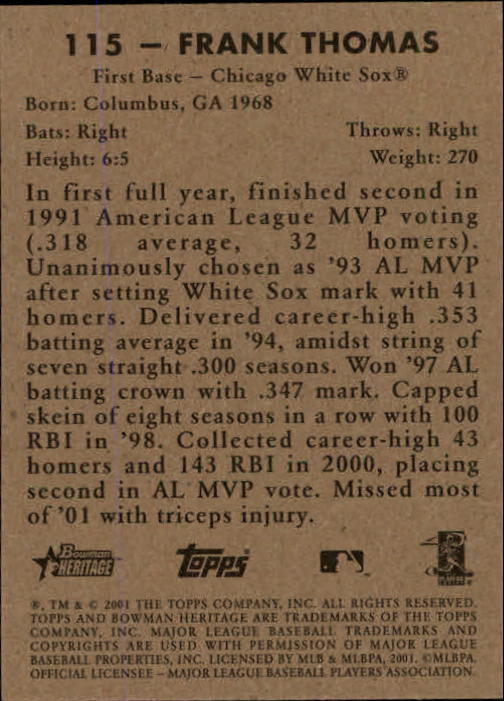 115 – FRANK THOMAS
First Base – Chicago White Sox®
Born: Columbus, GA 1968
Bats: Right Throws: Right
Height: 6:5 Weight: 270
In first full year, finished second in
1991 American League MVP voting
(.318 average, 32 homers).
Unanimously chosen as '93 AL MVP
after setting White Sox mark with 41
homers. Delivered career-high .353
batting average in '94, amidst string of
seven straight .300 seasons. Won '97 AL
batting crown with .347 mark. Capped
skein of eight seasons in a row with 100
RBI in '98. Collected career-high 43
homers and 143 RBI in 2000, placing
second in AL MVP vote. Missed most
of '01 with triceps injury.
Bowman
HERITAGE
TOPPS
®, TM & © 2001 THE TOPPS COMPANY, INC. ALL RIGHTS RESERVED.
TOPPS AND BOWMAN HERITAGE ARE TRADEMARKS OF THE TOPPS
COMPANY, INC. MAJOR LEAGUE BASEBALL TRADEMARKS AND
COPYRIGHTS ARE USED WITH PERMISSION OF MAJOR LEAGUE
BASEBALL PROPERTIES, INC. LICENSED BY MLB & MLBPA, 2001. ©MLBPA.
OFFICIAL LICENSEE – MAJOR LEAGUE BASEBALL PLAYERS ASSOCIATION.